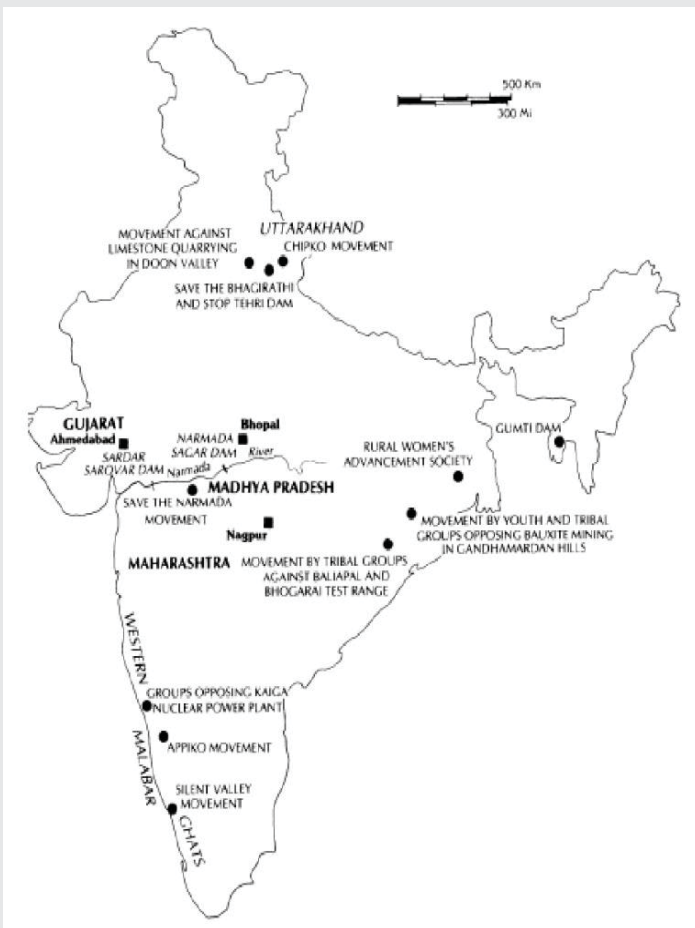 500 Km
300 Mi
UTTARAKHAND
MOVEMENT AGAINST
LIMESTONE QUARRYING
IN DOON VALLEY
CHIPKO MOVEMENT
SAVE THE BHAGIRATHI
AND STOP TEHRI DAM
GUJARAT
Ahmedabad
SARDAR
SAROVAR DAM
Bhopal
NARMADA
SAGAR DAM
River
Narmada
SAVE THE NARMADA
MOVEMENT
MADHYA PRADESH
Nagpur
MAHARASHTRA
RURAL WOMEN'S
ADVANCEMENT SOCIETY
GUMTI DAM
MOVEMENT BY YOUTH AND TRIBAL
GROUPS OPPOSING BAUXITE MINING
IN GANDHAMARDAN HILLS
MOVEMENT BY TRIBAL GROUPS
AGAINST BALIAPAL AND
BHOGARAI TEST RANGE
WESTERN
GROUPS OPPOSING KAIGA
NUCLEAR POWER PLANT
MALABAR
APPIKO MOVEMENT
SILENT VALLEY
MOVEMENT
GHATS